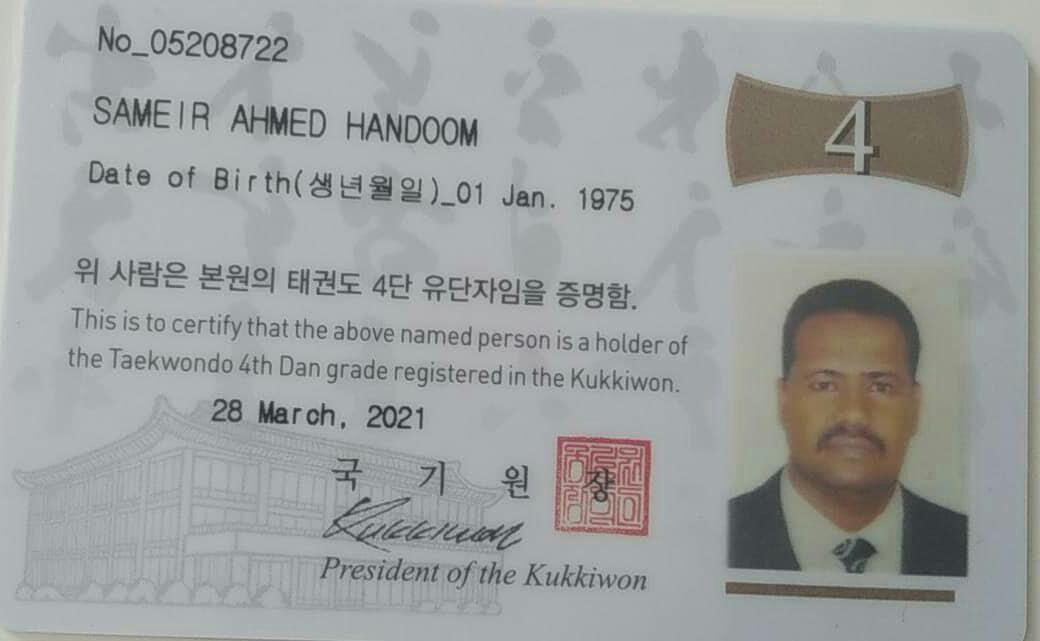 No_05208722
4
SAMEIR AHMED HANDOOM
Date of Birth(생년월일)_01 Jan. 1975
위 사람은 본원의 태권도 4단 유단자임을 증명함.
This is to certify that the above named person is a holder of
the Taekwondo 4th Dan grade registered in the Kukkiwon.
28 March, 2021
국 기 원 장
Kukkiwon
President of the Kukkiwon